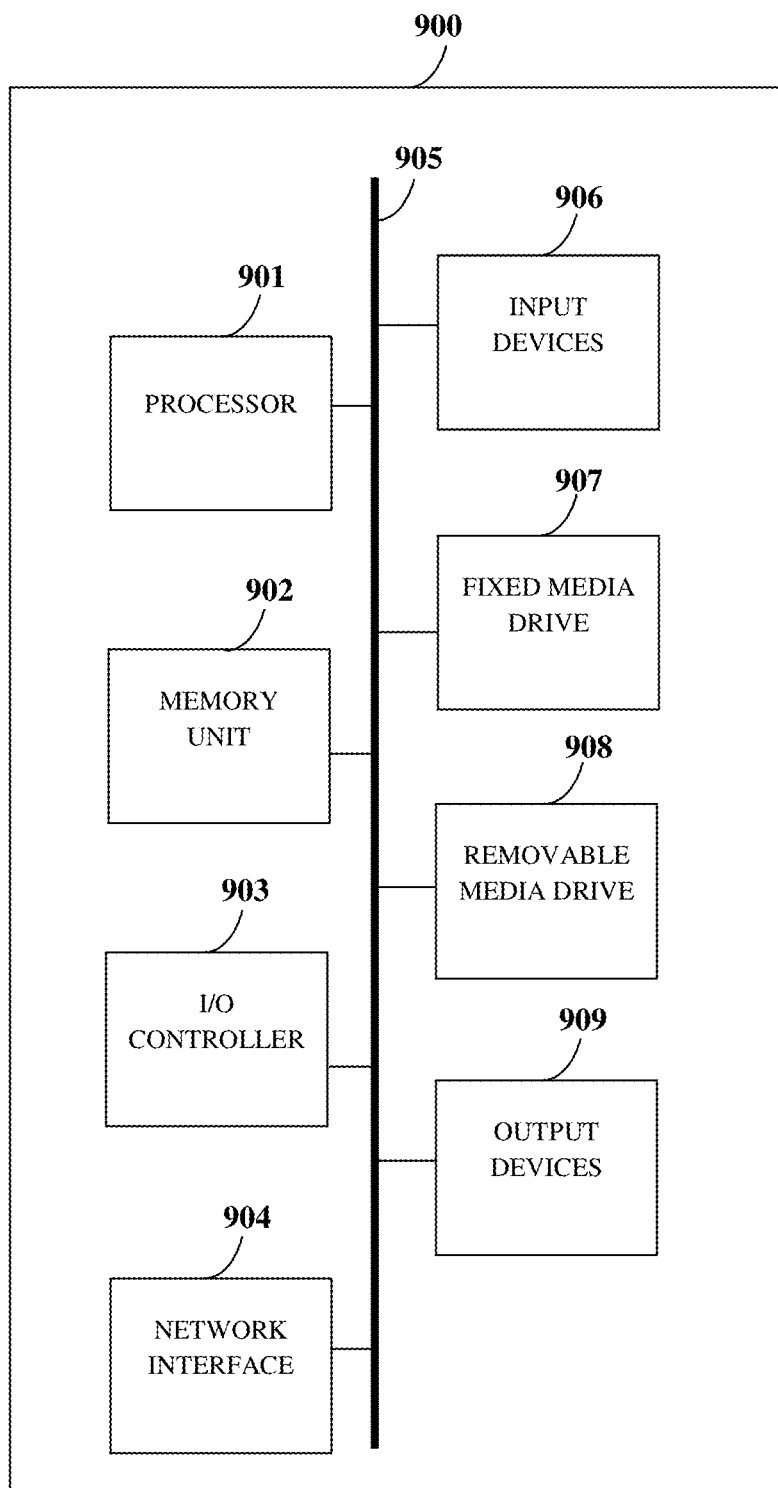 900
905
906
INPUT
DEVICES
901
PROCESSOR
907
FIXED MEDIA
DRIVE
902
MEMORY
UNIT
908
REMOVABLE
MEDIA DRIVE
903
I/O
CONTROLLER
909
OUTPUT
DEVICES
904
NETWORK
INTERFACE